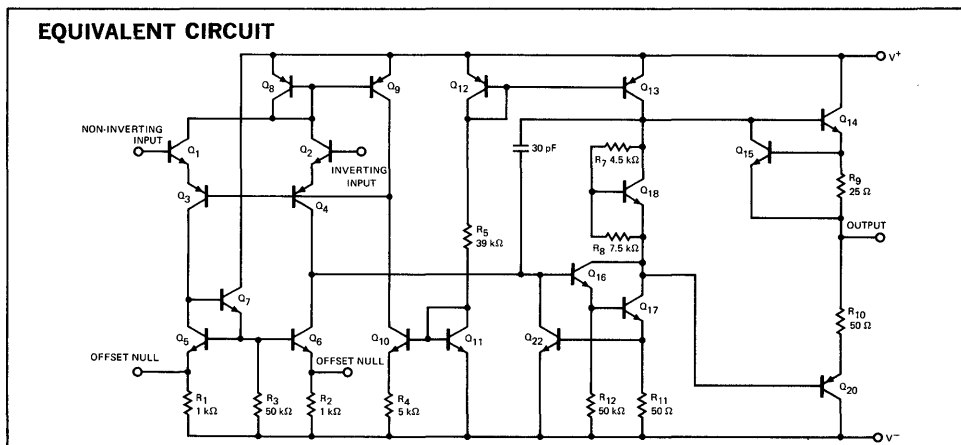 EQUIVALENT CIRCUIT
V+
Q8
Q9
Q12
Q13
Q14
NON-INVERTING
INPUT
Q1
Q2
INVERTING
INPUT
30 pF
R7 4.5 kΩ
Q15
Q18
R9
25 Ω
Q3
Q4
R5
39 kΩ
R8 7.5 kΩ
OUTPUT
Q16
Q7
Q17
R10
50 Ω
Q5
Q6
Q10
Q11
Q22
OFFSET NULL
OFFSET NULL
Q20
R1
1 kΩ
R3
50 kΩ
R2
1 kΩ
R4
5 kΩ
R12
50 kΩ
R11
50 Ω
V−